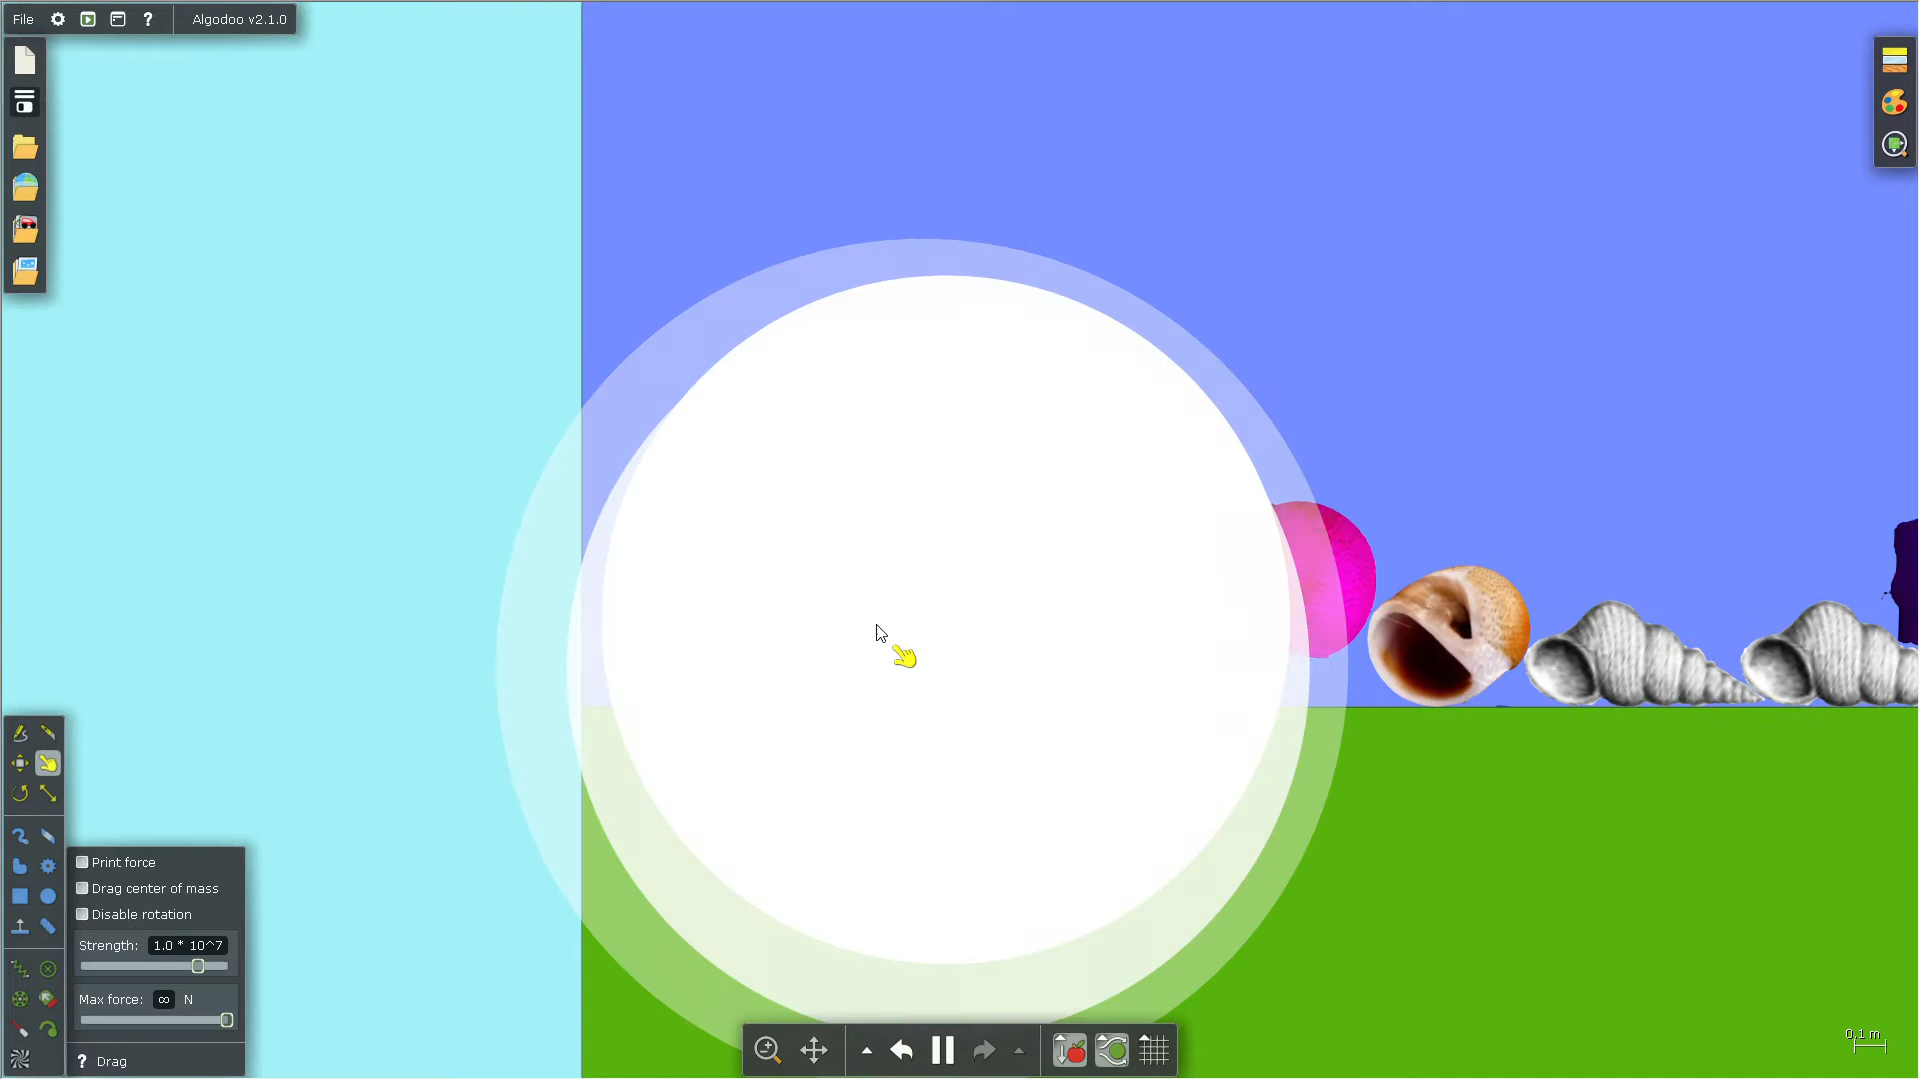 File ? Algodoo v2.1.0
Print force
Drag center of mass
Disable rotation
Strength: 1.0 * 10^7
Max force: ∞ N
? Drag
0.1 m